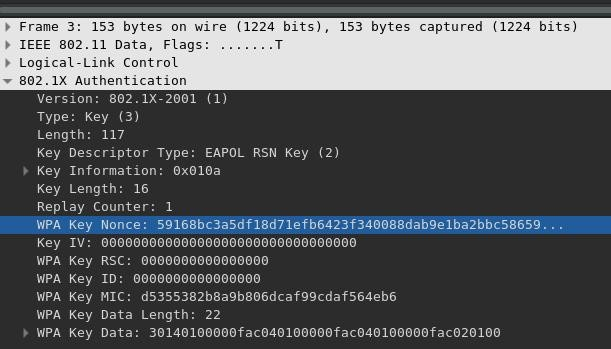 Frame 3: 153 bytes on wire (1224 bits), 153 bytes captured (1224 bits)
IEEE 802.11 Data, Flags: .......T
Logical-Link Control
802.1X Authentication
Version: 802.1X-2001 (1)
Type: Key (3)
Length: 117
Key Descriptor Type: EAPOL RSN Key (2)
Key Information: 0x010a
Key Length: 16
Replay Counter: 1
WPA Key Nonce: 59168bc3a5df18d71efb6423f340088dab9e1ba2bbc58659...
Key IV: 00000000000000000000000000000000
WPA Key RSC: 0000000000000000
WPA Key ID: 0000000000000000
WPA Key MIC: d5355382b8a9b806dcaf99cdaf564eb6
WPA Key Data Length: 22
WPA Key Data: 30140100000fac040100000fac040100000fac020100